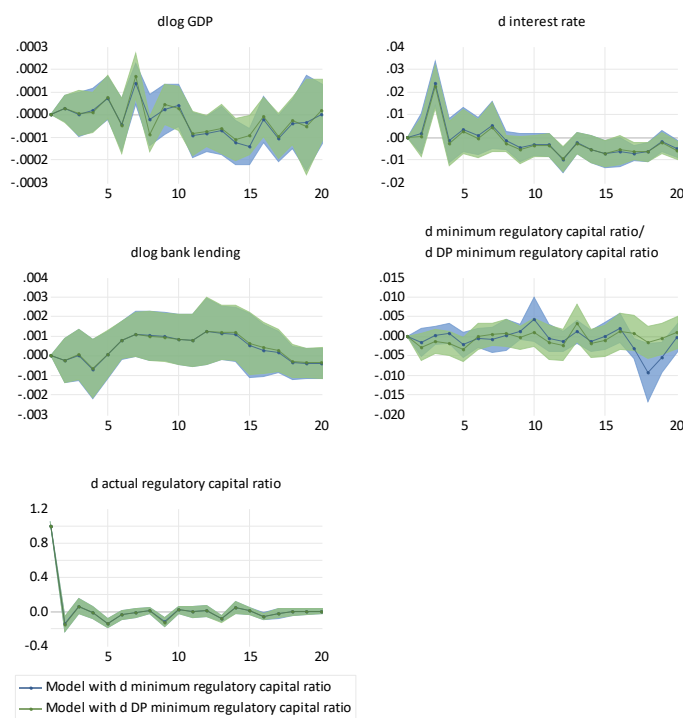 dlog GDP
.0003
.0002
.0001
.0000
-.0001
-.0002
-.0003
5 10 15 20
d interest rate
.04
.03
.02
.01
.00
-.01
-.02
5 10 15 20
dlog bank lending
.004
.003
.002
.001
.000
-.001
-.002
-.003
5 10 15 20
d minimum regulatory capital ratio/
d DP minimum regulatory capital ratio
.015
.010
.005
.000
-.005
-.010
-.015
-.020
5 10 15 20
d actual regulatory capital ratio
1.2
0.8
0.4
0.0
-0.4
5 10 15 20
Model with d minimum regulatory capital ratio
Model with d DP minimum regulatory capital ratio